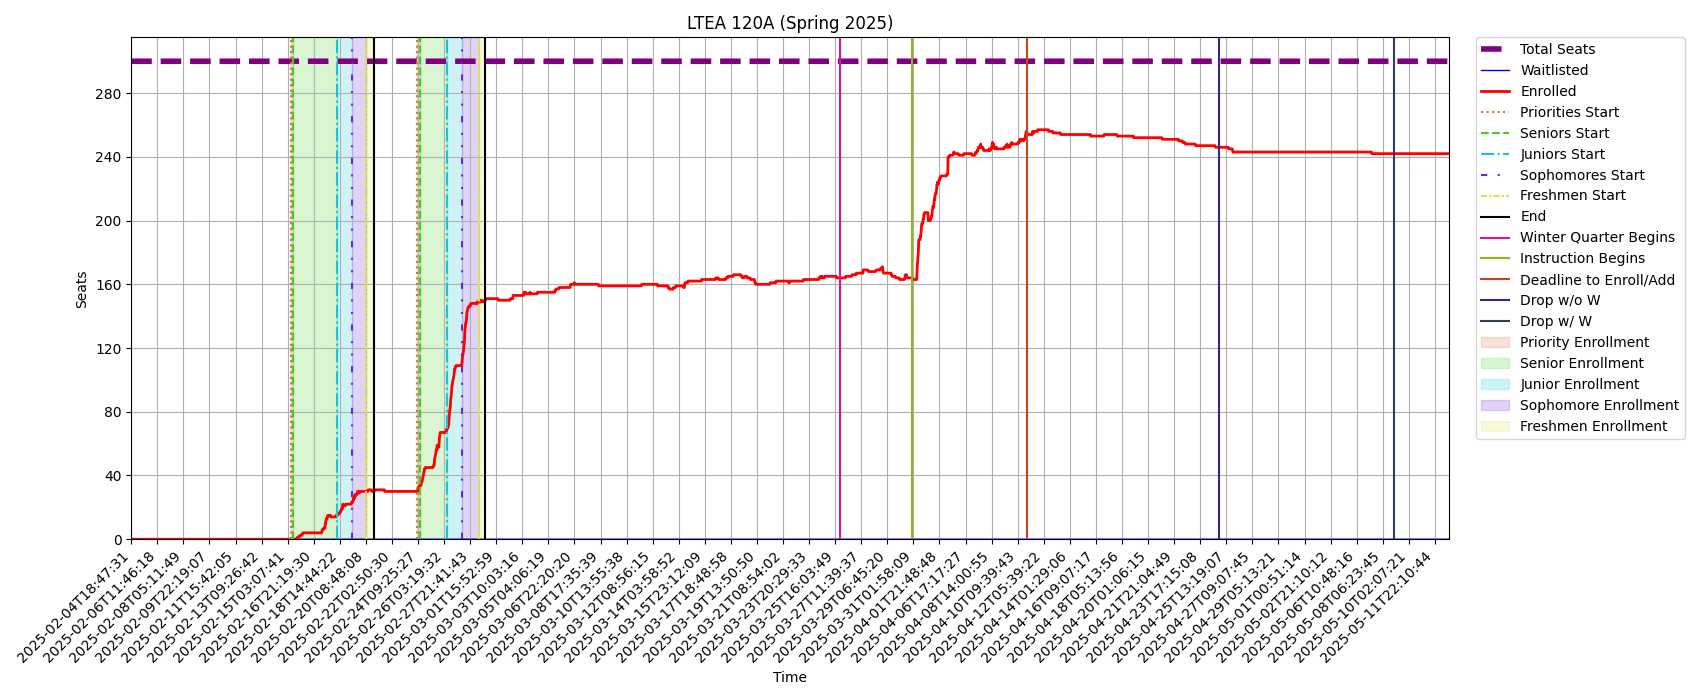 LTEA 120A (Spring 2025)
Seats
280
240
200
160
120
80
40
0
2025-02-04T18:47:31
2025-02-06T11:46:18
2025-02-08T05:11:49
2025-02-09T22:19:07
2025-02-11T15:42:05
2025-02-13T09:26:42
2025-02-15T03:07:41
2025-02-16T21:19:30
2025-02-18T14:44:22
2025-02-20T08:48:08
2025-02-22T02:50:30
2025-02-24T09:25:27
2025-02-26T03:19:32
2025-02-27T21:41:43
2025-03-01T15:52:59
2025-03-03T10:03:16
2025-03-05T04:06:19
2025-03-06T22:20:20
2025-03-08T17:35:39
2025-03-10T13:55:38
2025-03-12T08:56:15
2025-03-14T03:58:52
2025-03-15T23:12:09
2025-03-17T18:48:58
2025-03-19T13:50:50
2025-03-21T08:54:02
2025-03-23T20:29:33
2025-03-25T16:03:49
2025-03-27T11:39:37
2025-03-29T06:45:20
2025-03-31T01:58:09
2025-04-01T21:48:48
2025-04-06T17:17:27
2025-04-08T14:00:55
2025-04-10T09:39:43
2025-04-12T05:39:22
2025-04-14T01:29:06
2025-04-16T09:07:17
2025-04-18T05:13:56
2025-04-20T01:06:15
2025-04-21T21:04:49
2025-04-23T17:15:08
2025-04-25T13:19:07
2025-04-27T09:07:45
2025-04-29T05:13:21
2025-05-01T00:51:14
2025-05-02T21:10:12
2025-05-06T10:48:16
2025-05-08T06:23:45
2025-05-10T02:07:21
2025-05-11T22:10:44
Time
Total Seats
Waitlisted
Enrolled
Priorities Start
Seniors Start
Juniors Start
Sophomores Start
Freshmen Start
End
Winter Quarter Begins
Instruction Begins
Deadline to Enroll/Add
Drop w/o W
Drop w/ W
Priority Enrollment
Senior Enrollment
Junior Enrollment
Sophomore Enrollment
Freshmen Enrollment